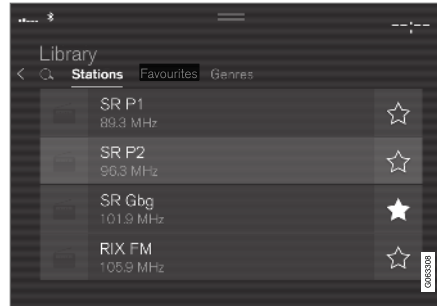 --:--
Library
Stations Favourites Genres
SR P1
89.3 MHz
SR P2
96.3 MHz
SR Gbg
101.9 MHz
RIX FM
105.9 MHz
G063308